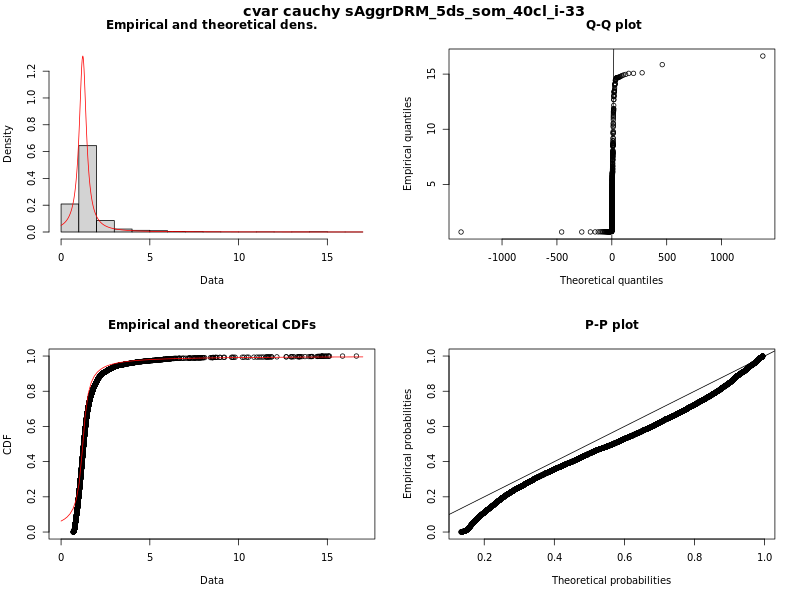 cvar cauchy sAggrDRM_5ds_som_40cl_i-33
Empirical and theoretical dens.
Density
0.0 0.2 0.4 0.6 0.8 1.0 1.2
0 5 10 15
Data
Q-Q plot
Empirical quantiles
5 10 15
-1000 -500 0 500 1000
Theoretical quantiles
Empirical and theoretical CDFs
CDF
0.0 0.2 0.4 0.6 0.8 1.0
0 5 10 15
Data
P-P plot
Empirical probabilities
0.0 0.2 0.4 0.6 0.8 1.0
0.2 0.4 0.6 0.8 1.0
Theoretical probabilities